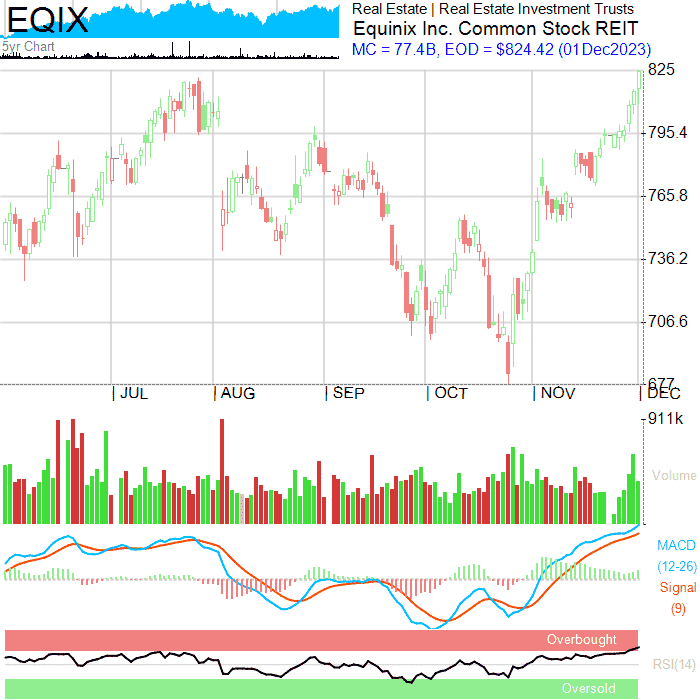 EQIX
Real Estate | Real Estate Investment Trusts
Equinix Inc. Common Stock REIT
MC = 77.4B, EOD = $824.42 (01Dec2023)
5yr Chart
825
795.4
765.8
736.2
706.6
677
| JUL | AUG | SEP | OCT | NOV | DEC
911k
Volume
MACD
(12-26)
Signal
(9)
Overbought
RSI(14)
Oversold